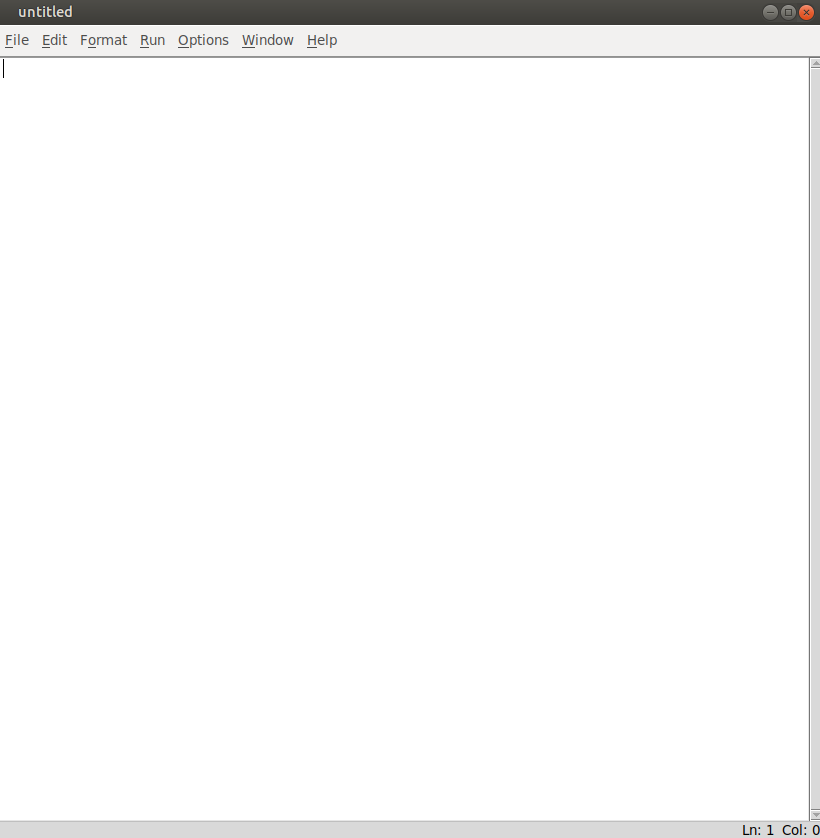 untitled
File Edit Format Run Options Window Help
Ln: 1 Col: 0